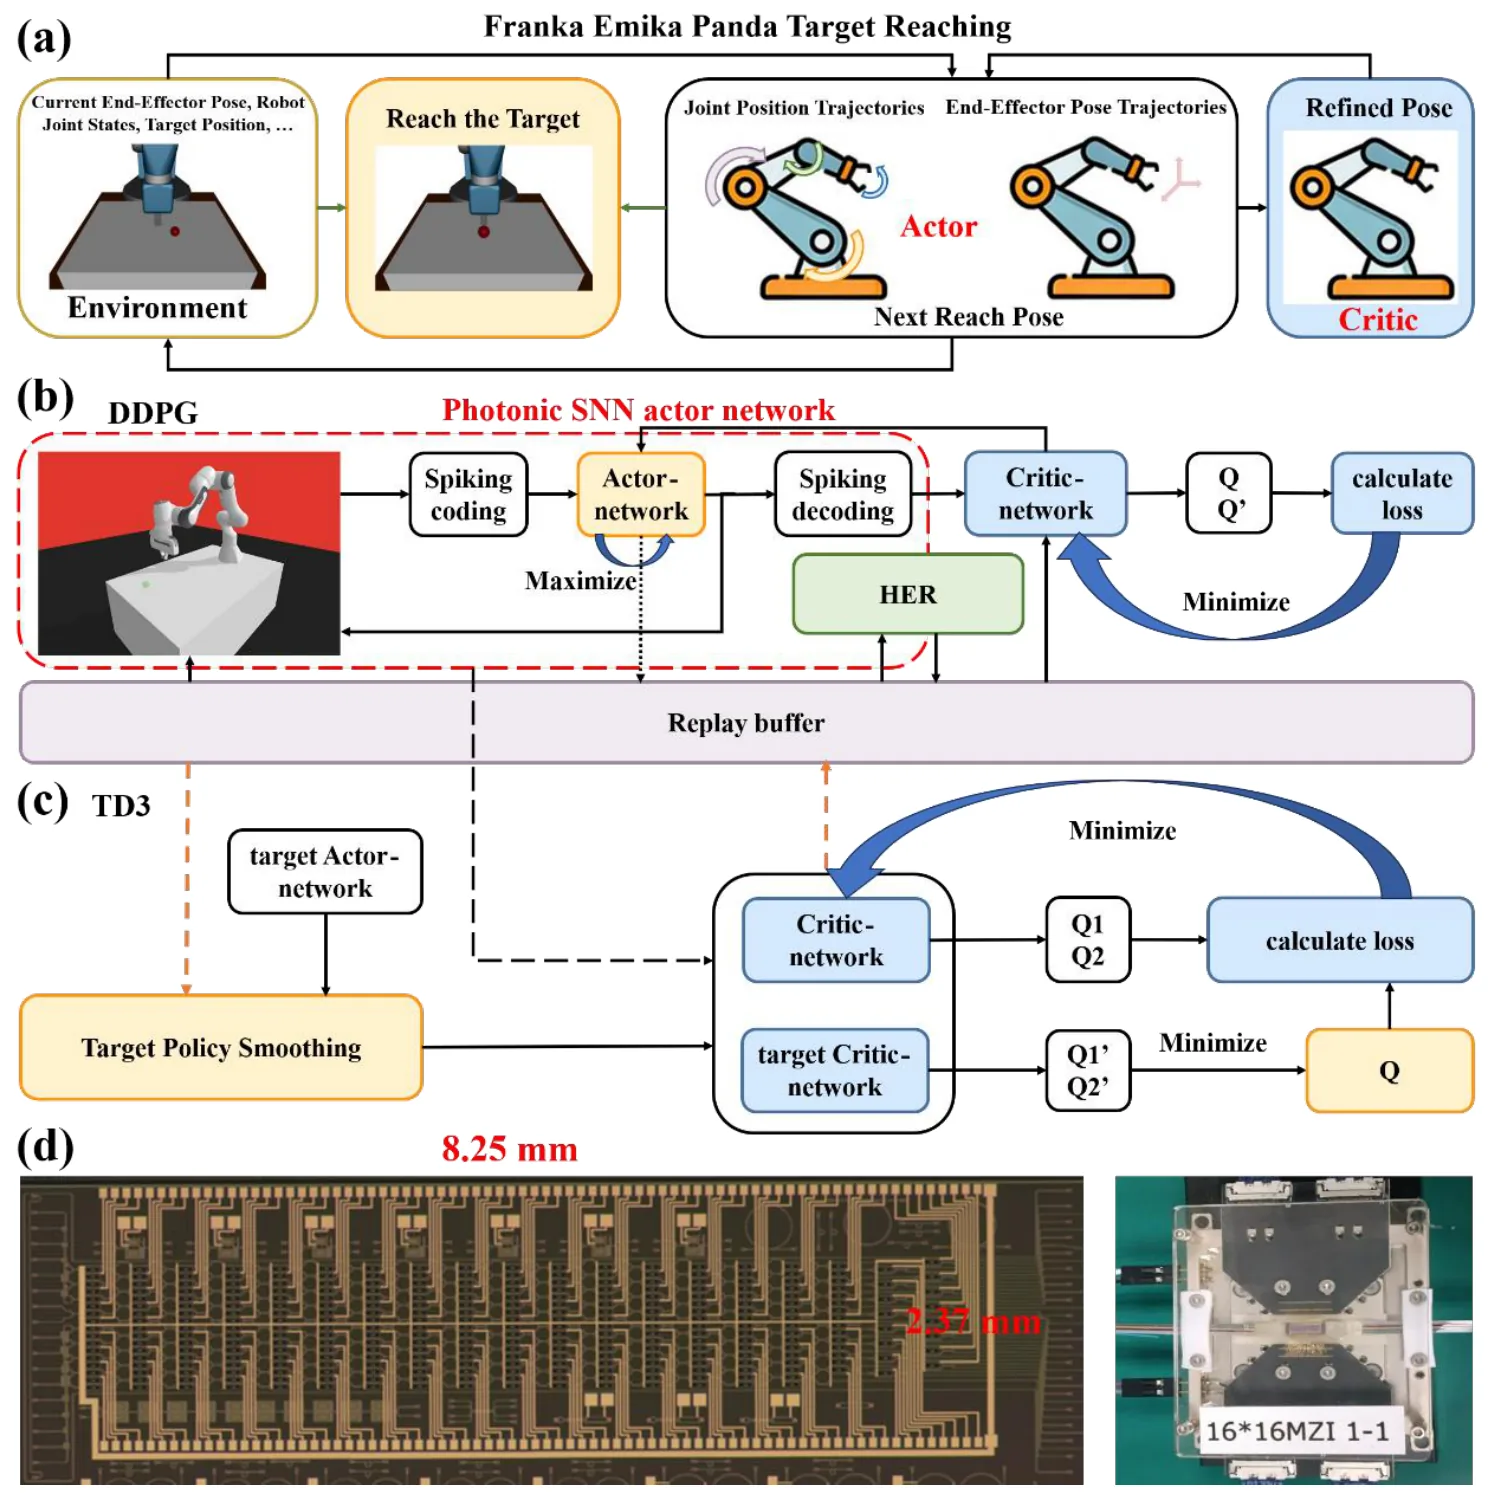 (a)
Franka Emika Panda Target Reaching
Current End-Effector Pose, Robot
Joint States, Target Position, …
Environment
Reach the Target
Joint Position Trajectories
End-Effector Pose Trajectories
Actor
Next Reach Pose
Refined Pose
Critic
(b)
DDPG
Photonic SNN actor network
Spiking
coding
Actor-
network
Maximize
Spiking
decoding
Critic-
network
Q
Q’
calculate
loss
HER
Minimize
Replay buffer
(c)
TD3
target Actor-
network
Target Policy Smoothing
Minimize
Critic-
network
Q1
Q2
calculate loss
target Critic-
network
Q1’
Q2’
Minimize
Q
(d)
8.25 mm
2.37 mm
16*16MZI 1-1